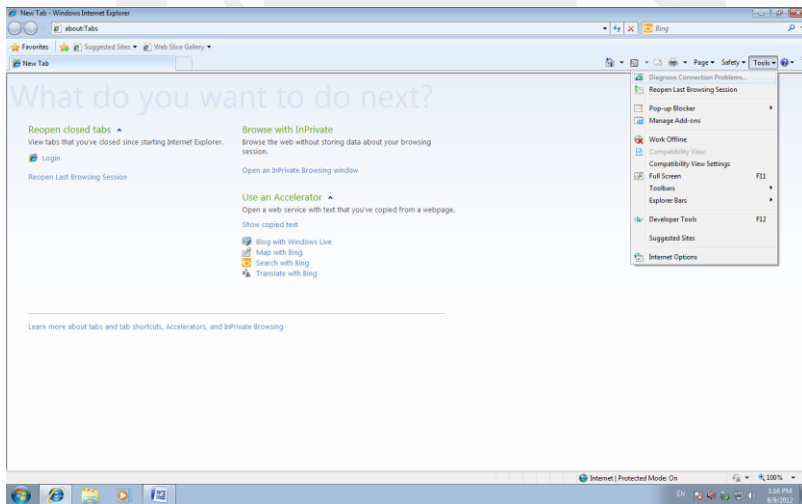 New Tab - Windows Internet Explorer
about:Tabs
Bing
Favorites Suggested Sites Web Slice Gallery
New Tab
Page Safety Tools
What do you want to do next?
Reopen closed tabs
View tabs that you've closed since starting Internet Explorer.
Login
Reopen Last Browsing Session
Browse with InPrivate
Browse the web without storing data about your browsing
session.
Open an InPrivate Browsing window
Use an Accelerator
Open a web service with text that you've copied from a webpage.
Show copied text
Blog with Windows Live
Map with Bing
Search with Bing
Translate with Bing
Learn more about tabs and tab shortcuts, Accelerators, and InPrivate Browsing
Diagnose Connection Problems...
Reopen Last Browsing Session
Pop-up Blocker
Manage Add-ons
Work Offline
Compatibility View
Compatibility View Settings
Full Screen F11
Toolbars
Explorer Bars
Developer Tools F12
Suggested Sites
Internet Options
Internet | Protected Mode: On 100%
EN 3:16 PM
8/9/2012